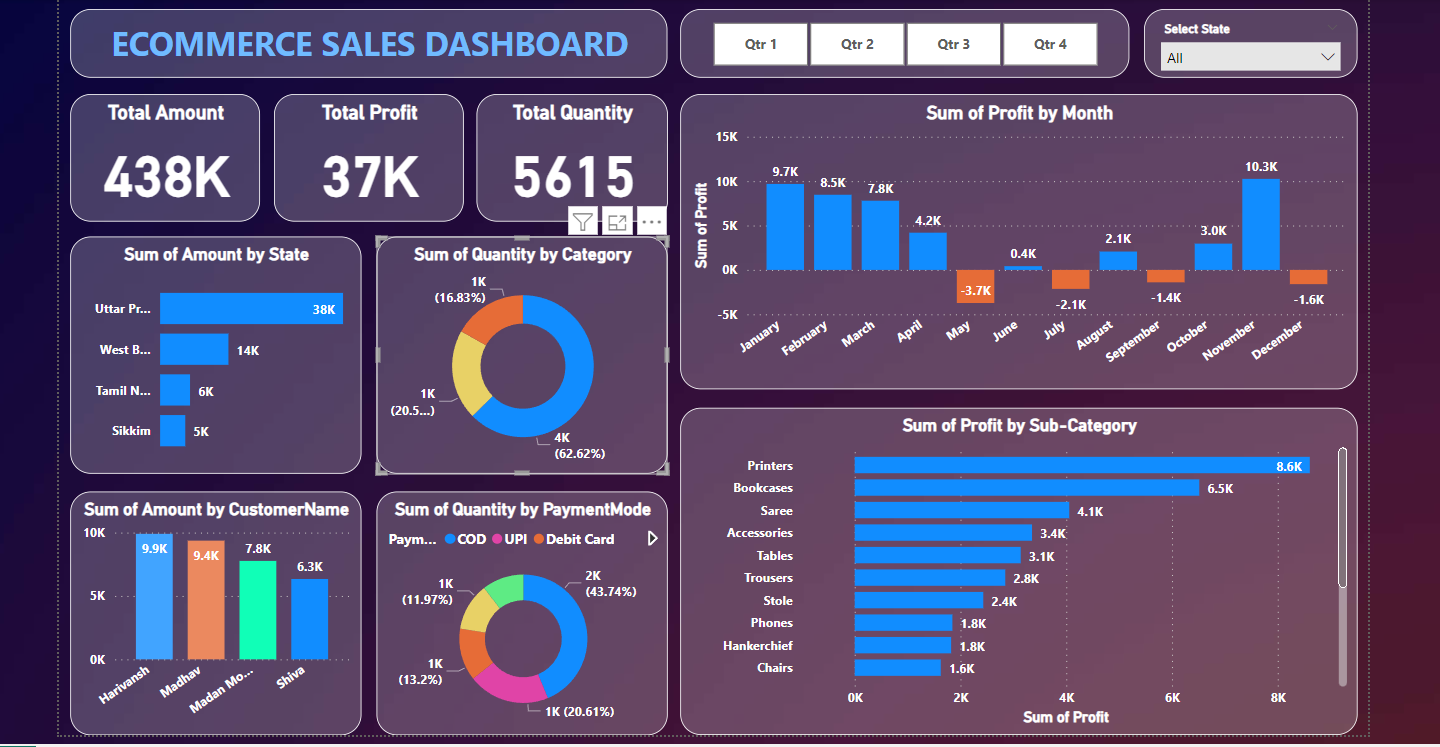 ECOMMERCE SALES DASHBOARD
Qtr 1
Qtr 2
Qtr 3
Qtr 4
Select State
All
Total Amount
438K
Total Profit
37K
Total Quantity
5615
Sum of Profit by Month
Sum of Profit
15K
10K
5K
0K
-5K
9.7K
8.5K
7.8K
4.2K
-3.7K
0.4K
-2.1K
2.1K
-1.4K
3.0K
10.3K
-1.6K
January
February
March
April
May
June
July
August
September
October
November
December
Sum of Amount by State
Uttar Pr... 38K
West B... 14K
Tamil N... 6K
Sikkim 5K
Sum of Quantity by Category
1K
(16.83%)
1K
(20.5...)
4K
(62.62%)
Sum of Profit by Sub-Category
Printers 8.6K
Bookcases 6.5K
Saree 4.1K
Accessories 3.4K
Tables 3.1K
Trousers 2.8K
Stole 2.4K
Phones 1.8K
Hankerchief 1.8K
Chairs 1.6K
0K 2K 4K 6K 8K
Sum of Profit
Sum of Amount by CustomerName
10K
5K
0K
9.9K
9.4K
7.8K
6.3K
Harivansh
Madhav
Madan Mo...
Shiva
Sum of Quantity by PaymentMode
Paym... COD UPI Debit Card
2K
(43.74%)
1K
(11.97%)
1K
(13.2%)
1K (20.61%)